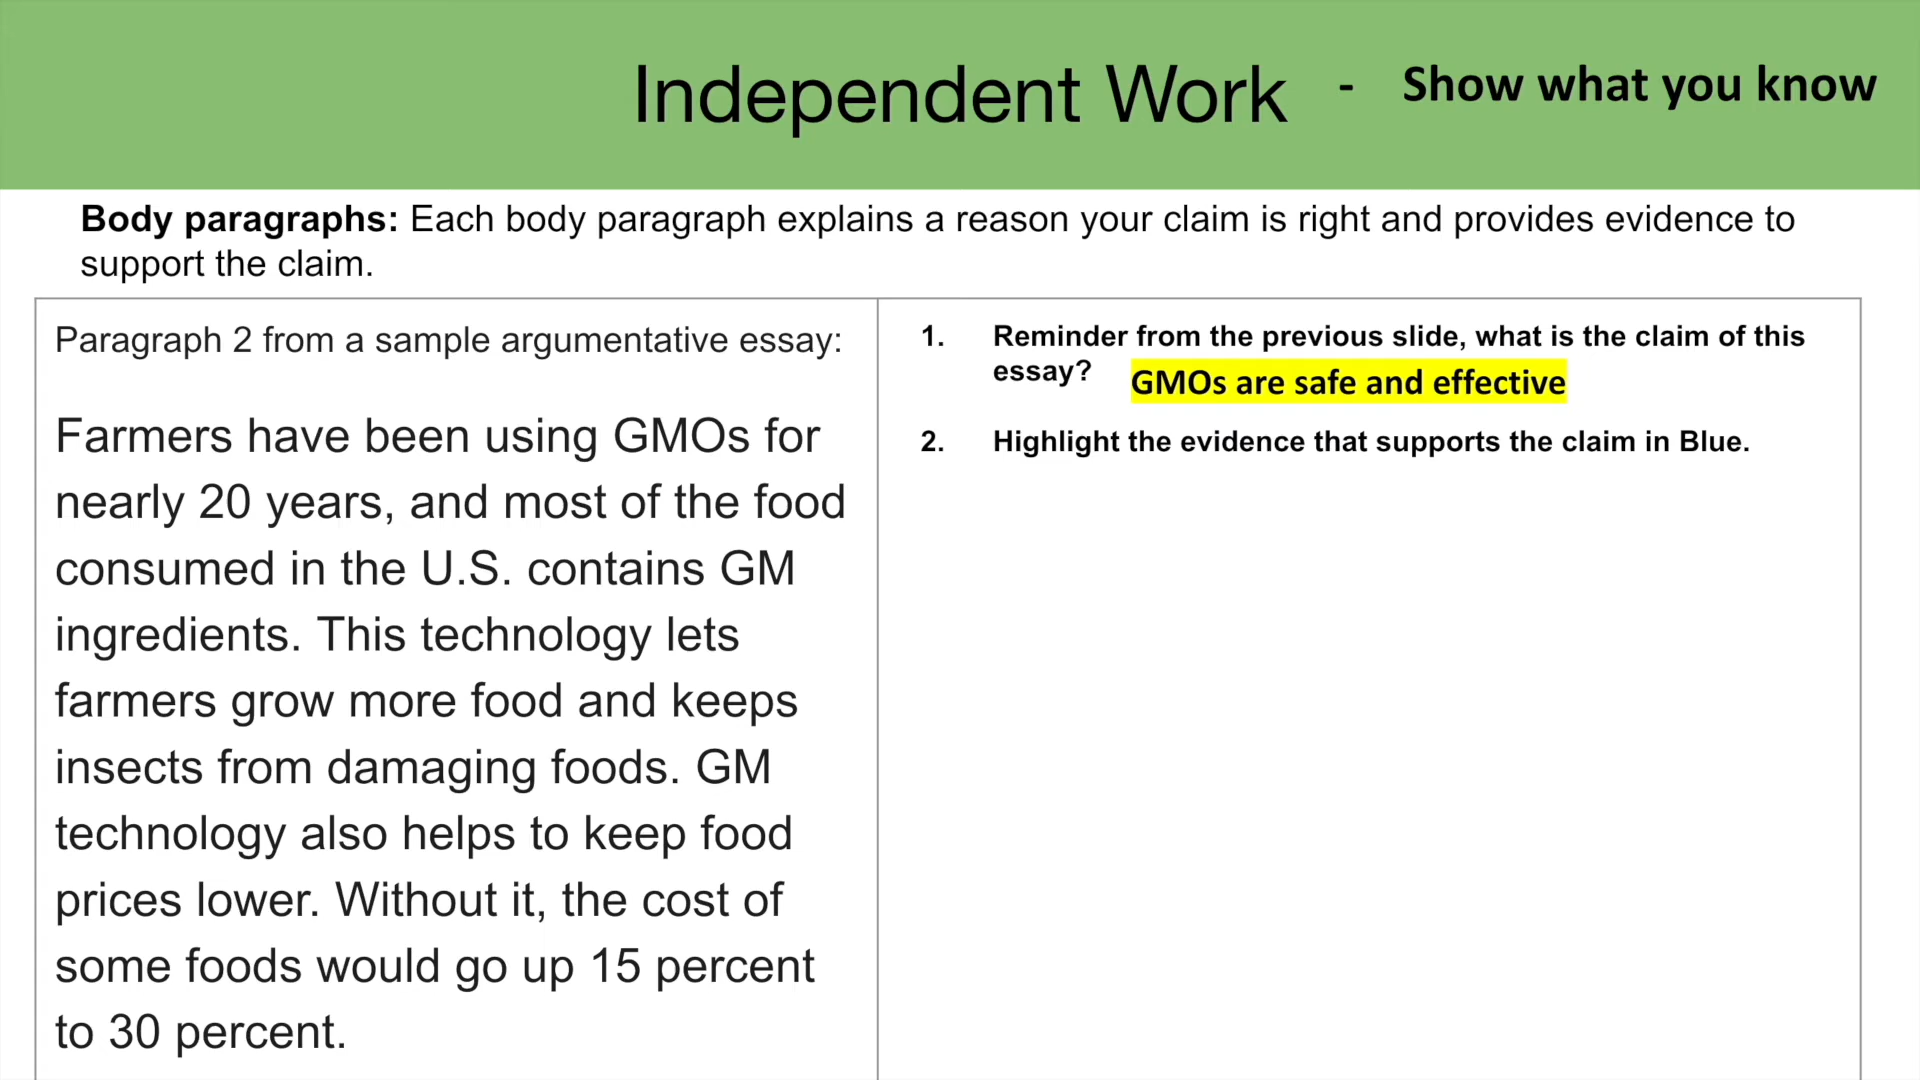 Independent Work - Show what you know
Body paragraphs: Each body paragraph explains a reason your claim is right and provides evidence to
support the claim.
Paragraph 2 from a sample argumentative essay:
Farmers have been using GMOs for
nearly 20 years, and most of the food
consumed in the U.S. contains GM
ingredients. This technology lets
farmers grow more food and keeps
insects from damaging foods. GM
technology also helps to keep food
prices lower. Without it, the cost of
some foods would go up 15 percent
to 30 percent.
1. Reminder from the previous slide, what is the claim of this
essay? GMOs are safe and effective
2. Highlight the evidence that supports the claim in Blue.